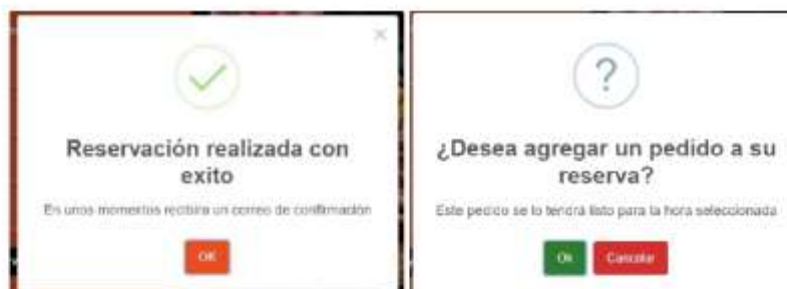 Reservación realizada con
exito
En unos momentos recibira un correo de confirmación
OK
¿Desea agregar un pedido a su
reserva?
Este pedido se lo tendrá listo para la hora seleccionada
Ok
Cancelar